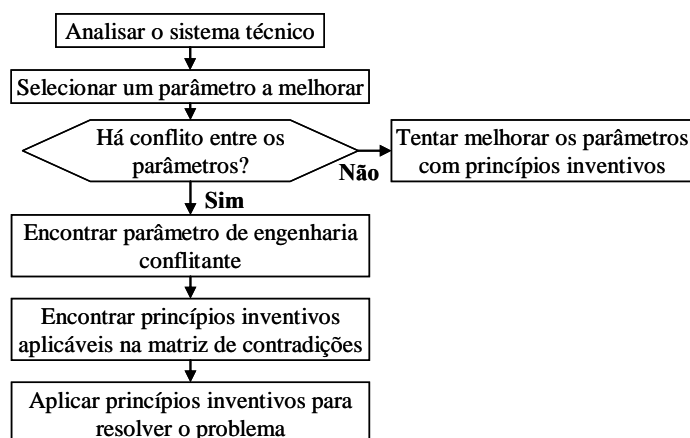 Analisar o sistema técnico
Selecionar um parâmetro a melhorar
Há conflito entre os
parâmetros?
Não
Tentar melhorar os parâmetros
com princípios inventivos
Sim
Encontrar parâmetro de engenharia
conflitante
Encontrar princípios inventivos
aplicáveis na matriz de contradições
Aplicar princípios inventivos para
resolver o problema